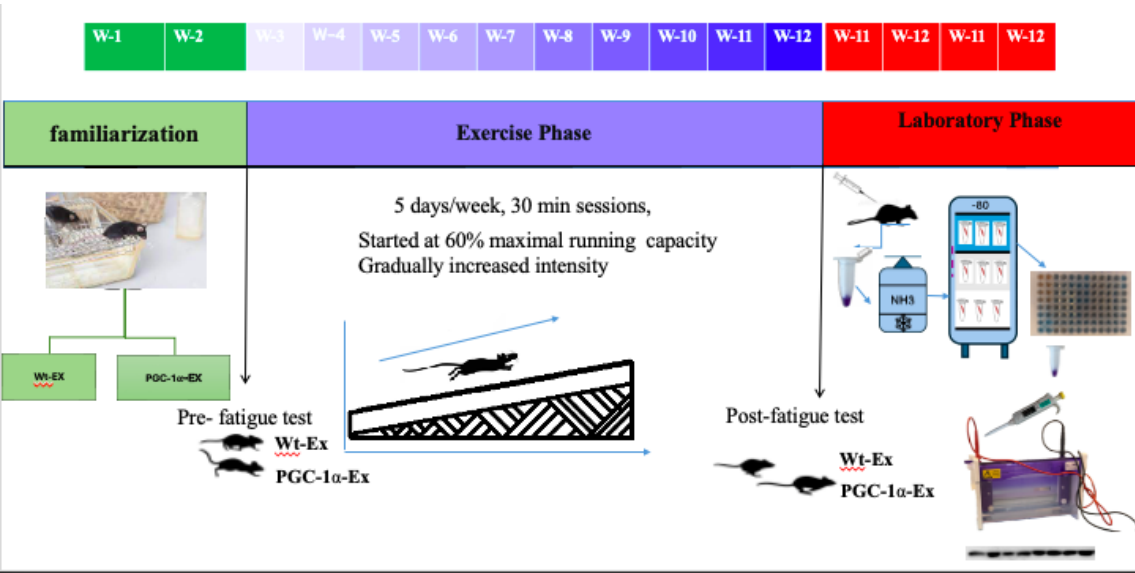 W-1 W-2 W-3 W-4 W-5 W-6 W-7 W-8 W-9 W-10 W-11 W-12 W-11 W-12 W-11 W-12
familiarization
Exercise Phase
Laboratory Phase
5 days/week, 30 min sessions,
Started at 60% maximal running capacity
Gradually increased intensity
-80
NH3
Wt-EX
PGC-1α-EX
Pre- fatigue test
Wt-Ex
PGC-1α-Ex
Post-fatigue test
Wt-Ex
PGC-1α-Ex